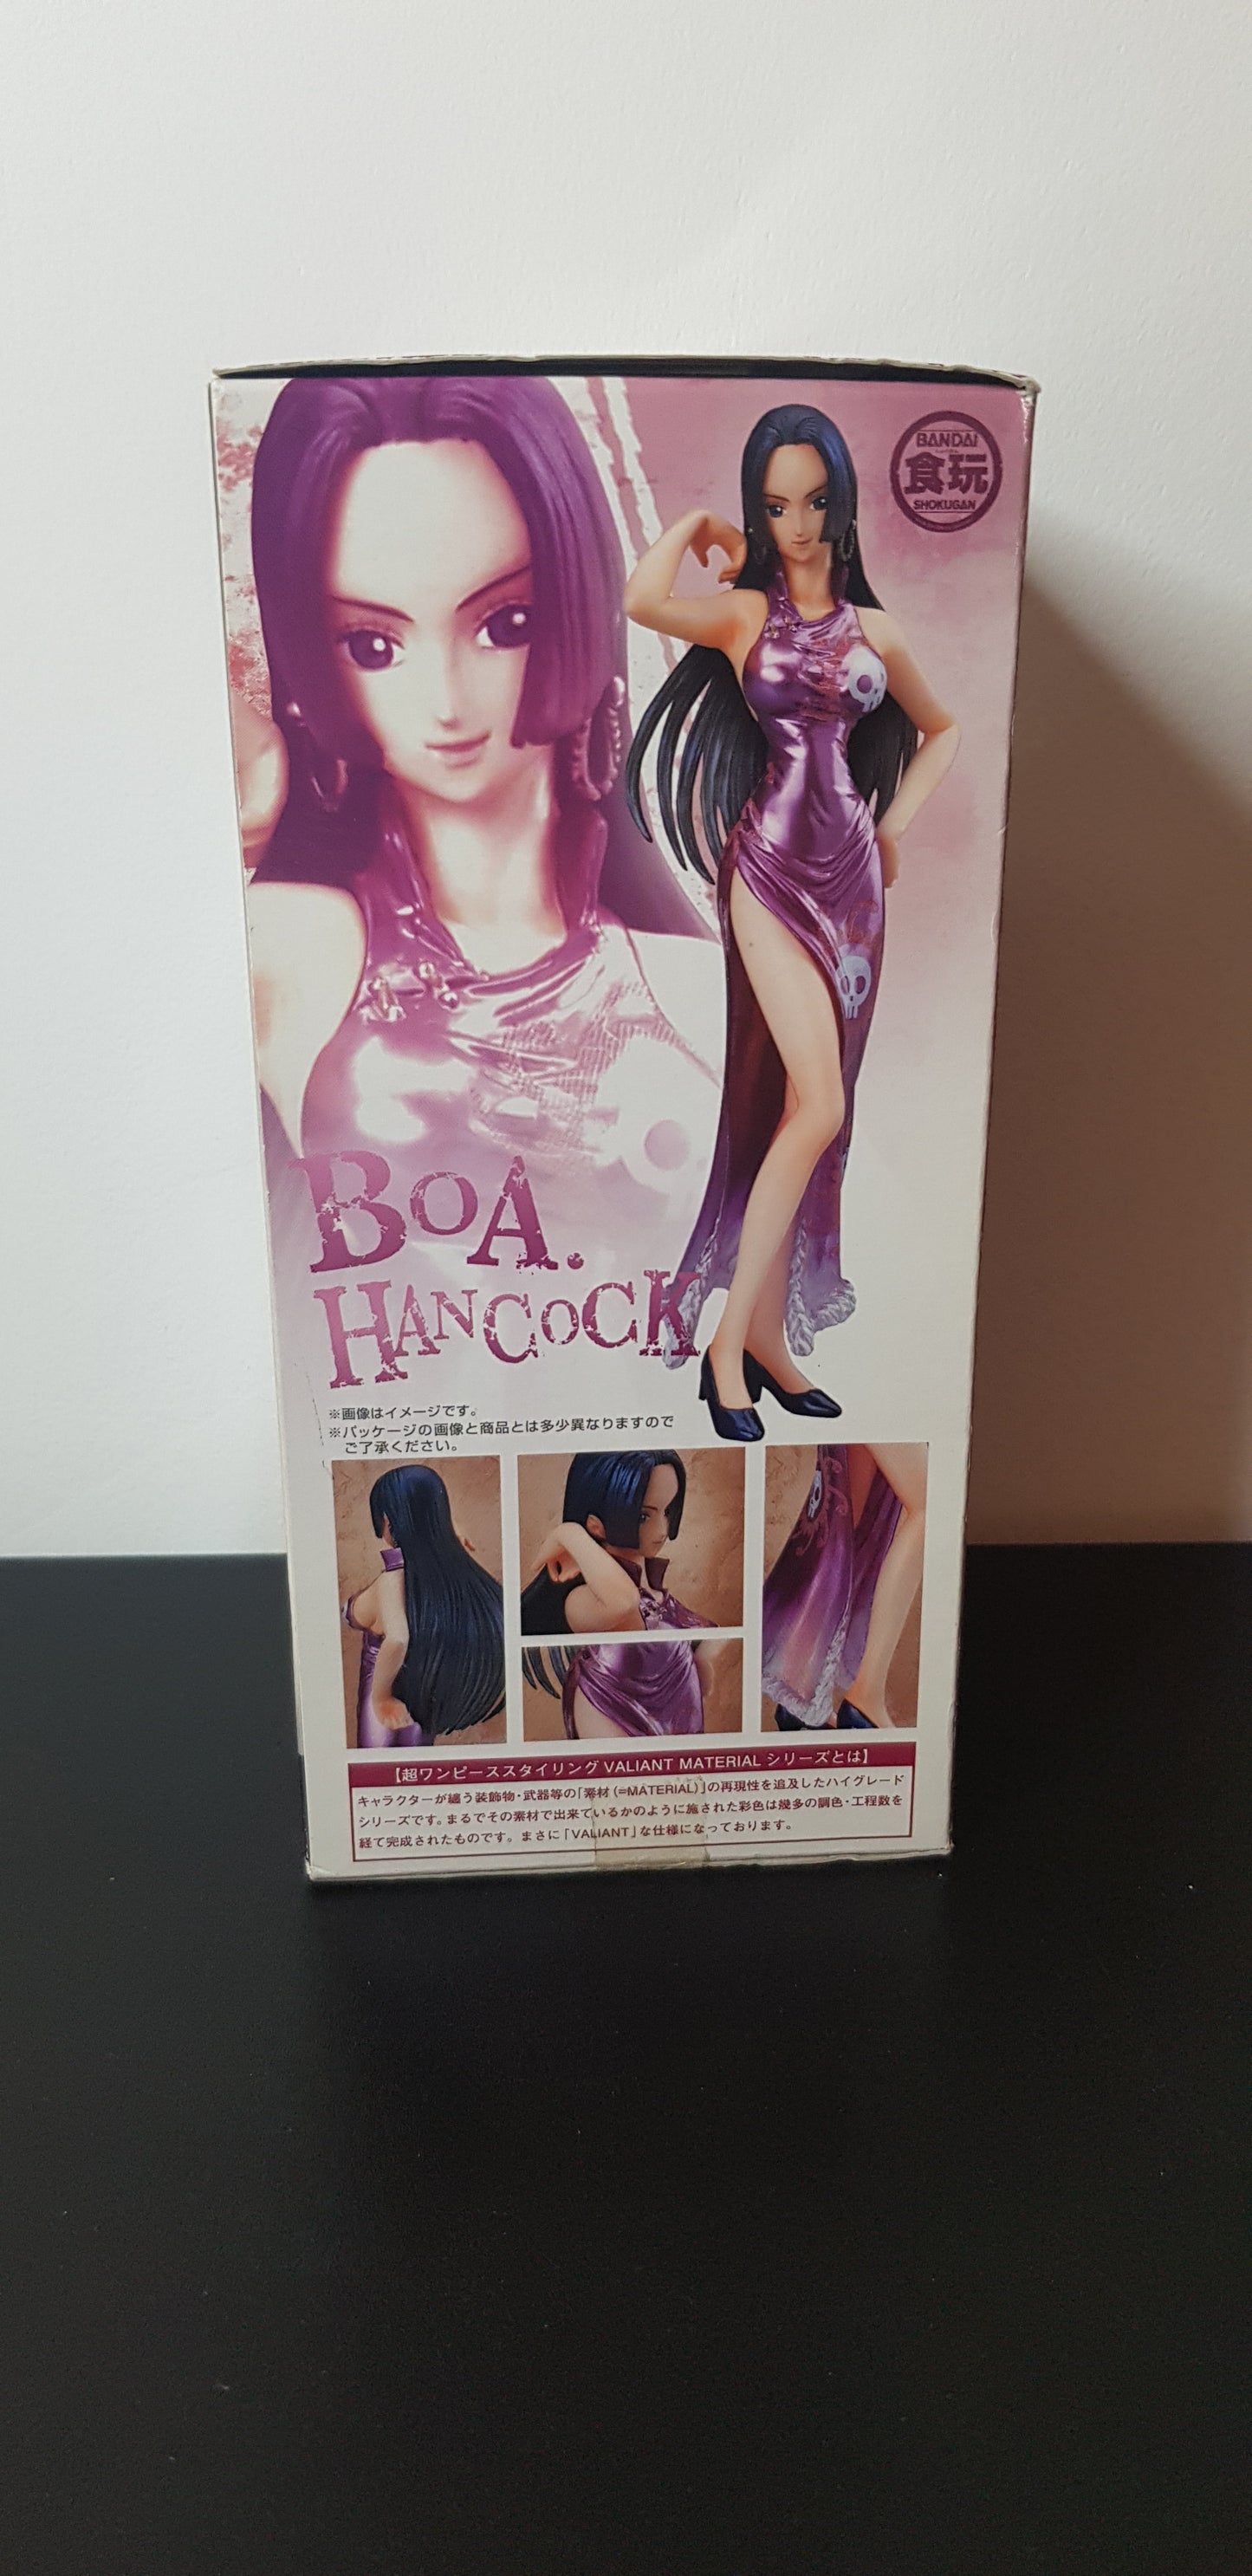 BANDAI
食玩
SHOKUGAN
BOA.
HANCOCK
※画像はイメージです。
※パッケージの画像と商品とは多少異なりますので
ご了承ください。
【超ワンピーススタイリング VALIANT MATERIAL シリーズとは】
キャラクターが纏う装飾物・武器等の「素材(=MATERIAL)」の再現性を追及したハイグレード
シリーズです。まるでその素材で出来ているかのように施された彩色は幾多の調色・工程数を
経て完成されたものです。まさに「VALIANT」な仕様になっております。